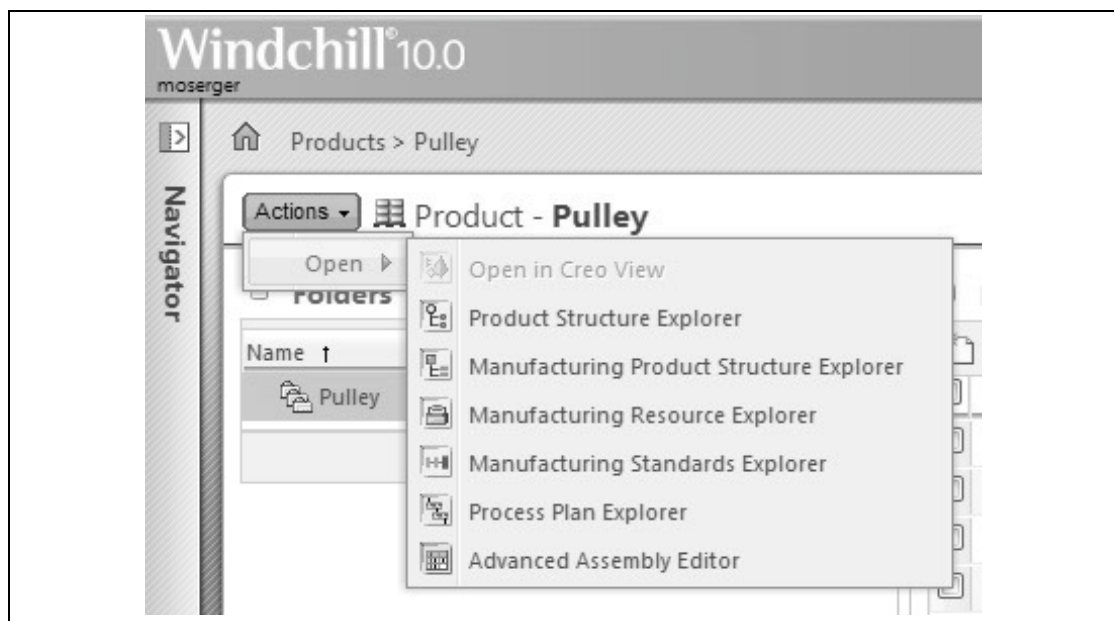 Windchill® 10.0
moserger
Products > Pulley
Navigator
Actions
Product - Pulley
Open
Folders
Name
Pulley
Open in Creo View
Product Structure Explorer
Manufacturing Product Structure Explorer
Manufacturing Resource Explorer
Manufacturing Standards Explorer
Process Plan Explorer
Advanced Assembly Editor